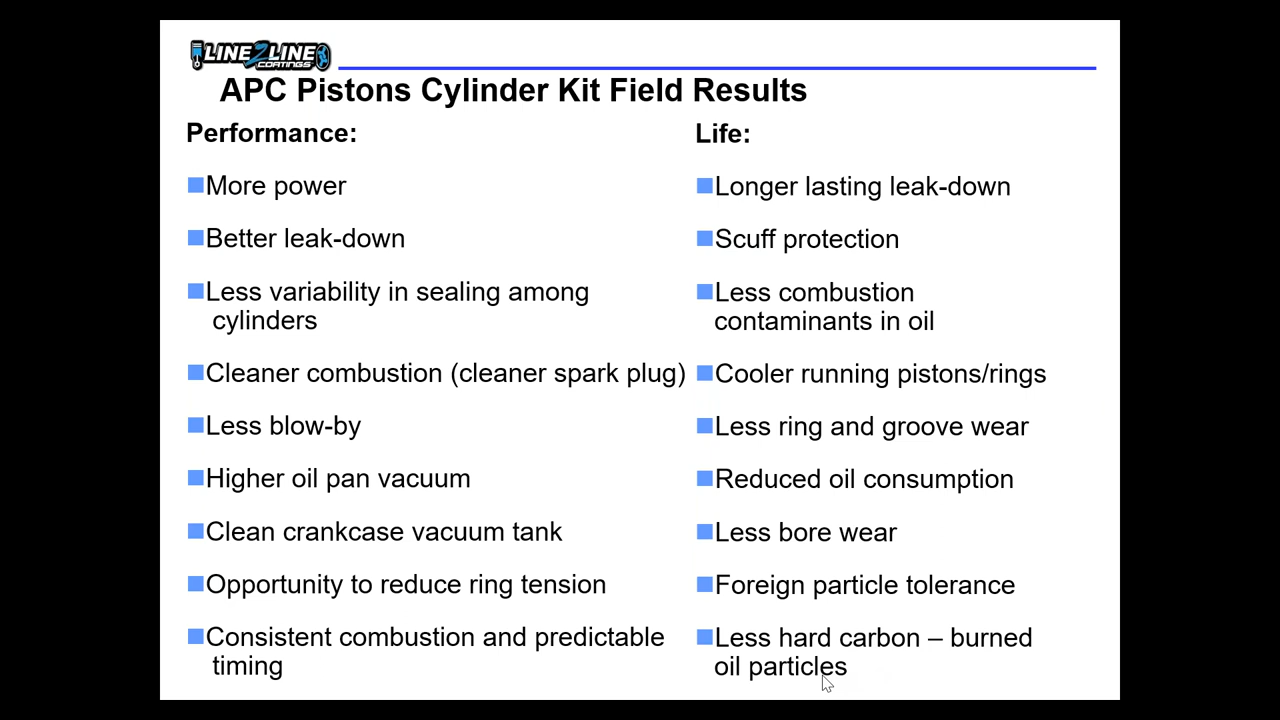 LINE2LINE
COATINGS
APC Pistons Cylinder Kit Field Results
Performance:
More power
Better leak-down
Less variability in sealing among
cylinders
Cleaner combustion (cleaner spark plug)
Less blow-by
Higher oil pan vacuum
Clean crankcase vacuum tank
Opportunity to reduce ring tension
Consistent combustion and predictable
timing
Life:
Longer lasting leak-down
Scuff protection
Less combustion
contaminants in oil
Cooler running pistons/rings
Less ring and groove wear
Reduced oil consumption
Less bore wear
Foreign particle tolerance
Less hard carbon – burned
oil particles